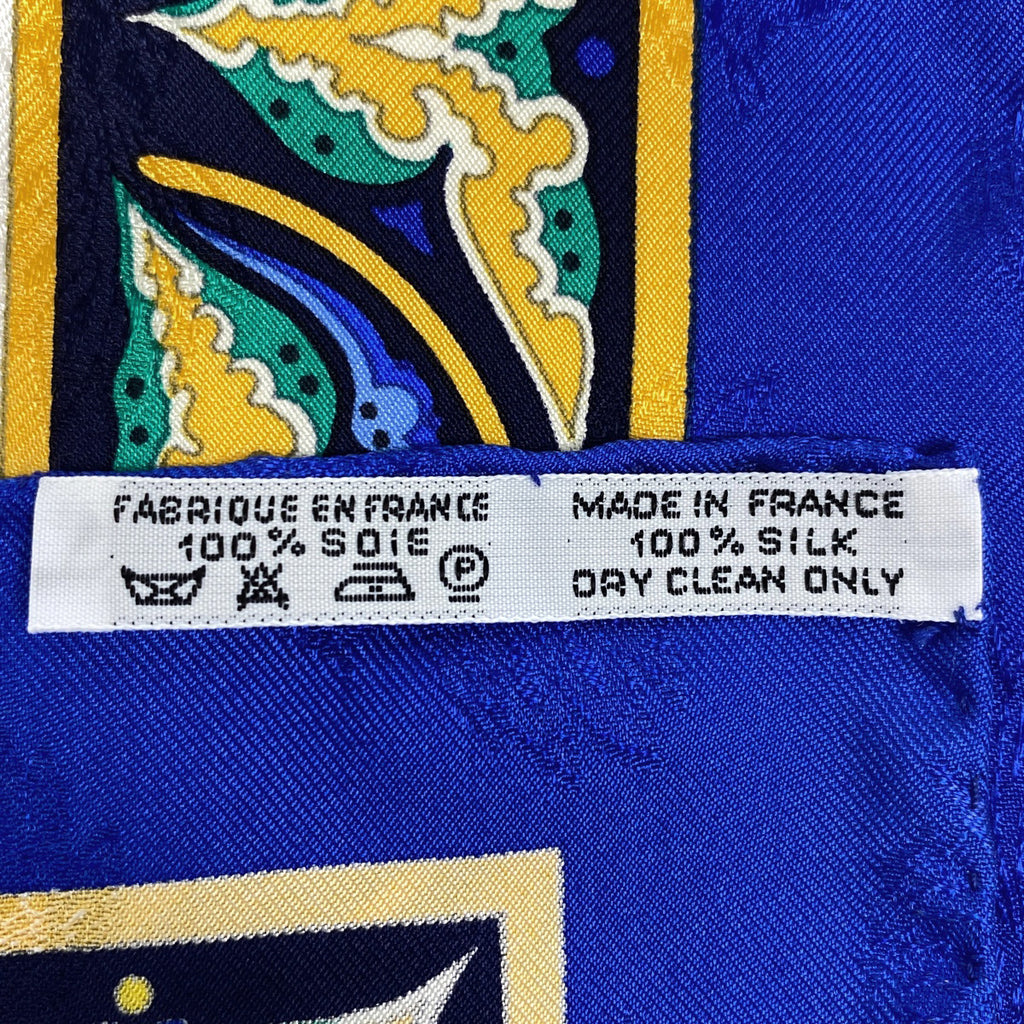 FABRIQUE EN FRANCE
100% SOIE
P
MADE IN FRANCE
100% SILK
DRY CLEAN ONLY